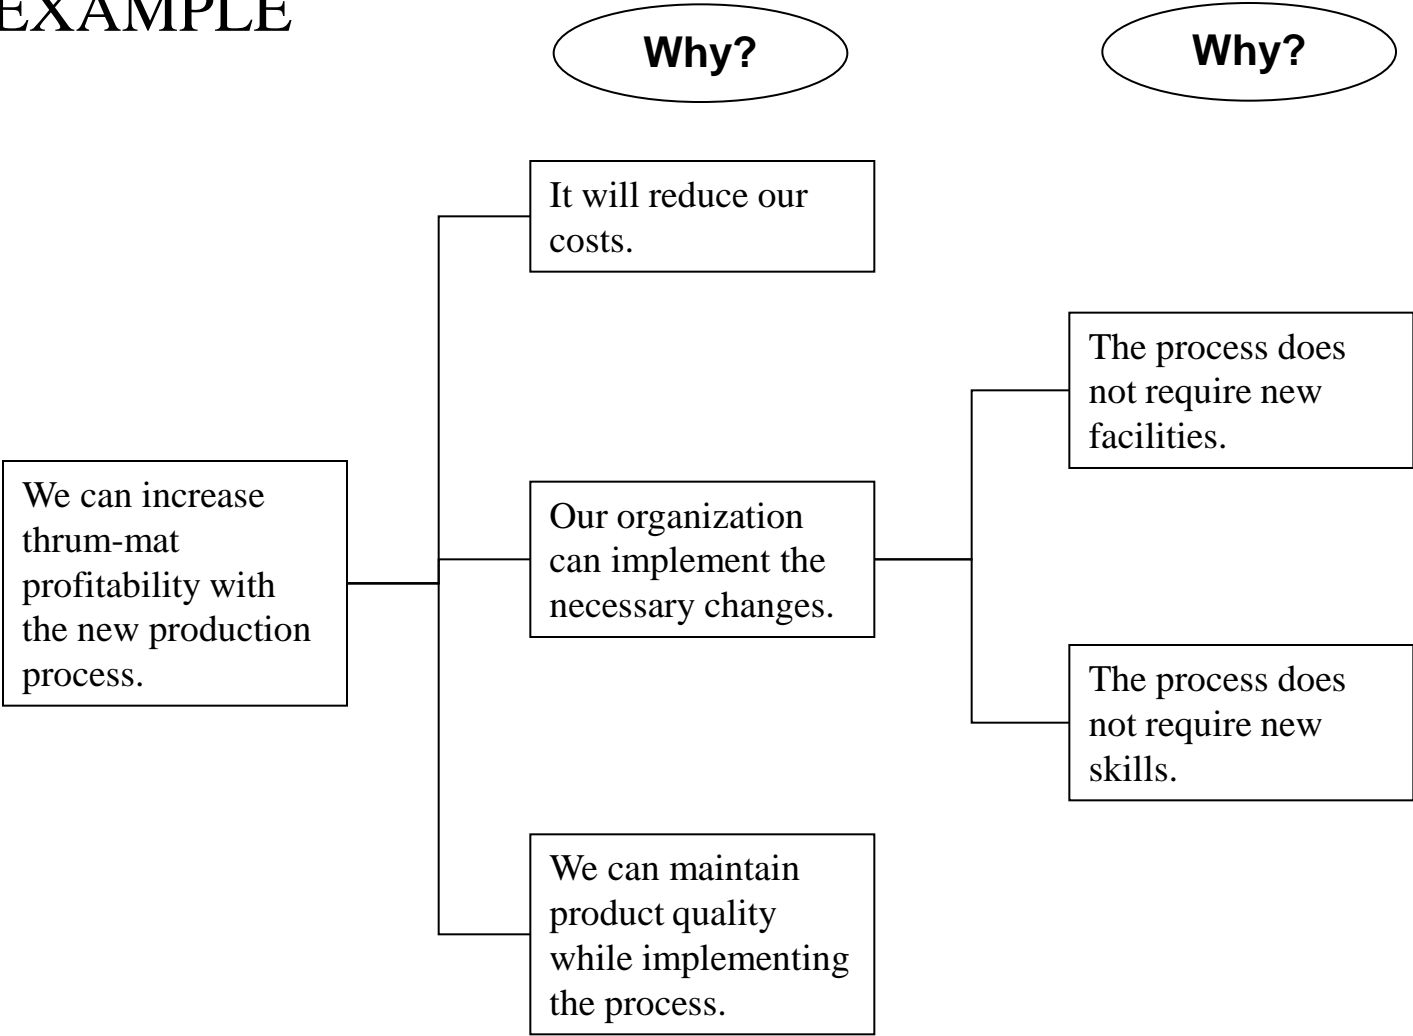 EXAMPLE
Why?
Why?
It will reduce our
costs.
The process does
not require new
facilities.
We can increase
thrum-mat
profitability with
the new production
process.
Our organization
can implement the
necessary changes.
The process does
not require new
skills.
We can maintain
product quality
while implementing
the process.